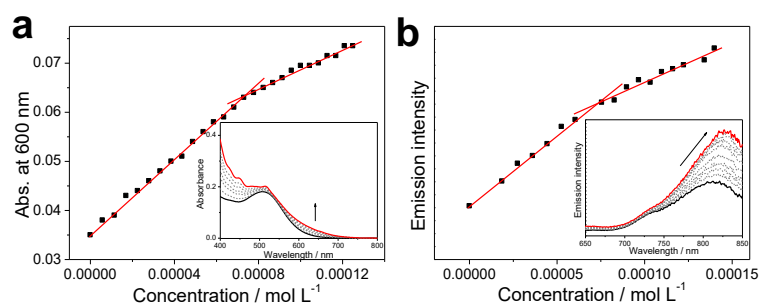 a
Abs. at 600 nm
0.07
0.06
0.05
0.04
0.03
0.00000
0.00004
0.00008
0.00012
Concentration / mol L-1
Absorbance
0.4
0.2
0.0
400 500 600 700 800
Wavelength / nm
b
Emission intensity
0.00000
0.00005
0.00010
0.00015
Concentration / mol L-1
Emission intensity
650 700 750 800 850
Wavelength / nm